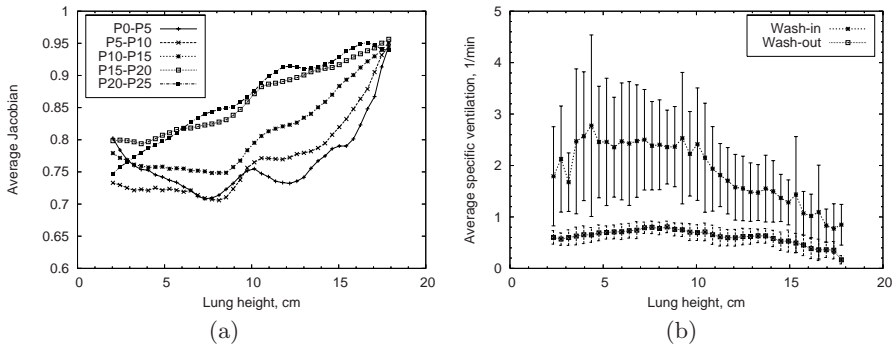 1
0.95
0.9
0.85
0.8
0.75
0.7
0.65
0.6
Average Jacobian
P0-P5
P5-P10
P10-P15
P15-P20
P20-P25
0 5 10 15 20
Lung height, cm
(a)
5
4
3
2
1
0
Average specific ventilation, 1/min
Wash-in
Wash-out
0 5 10 15 20
Lung height, cm
(b)